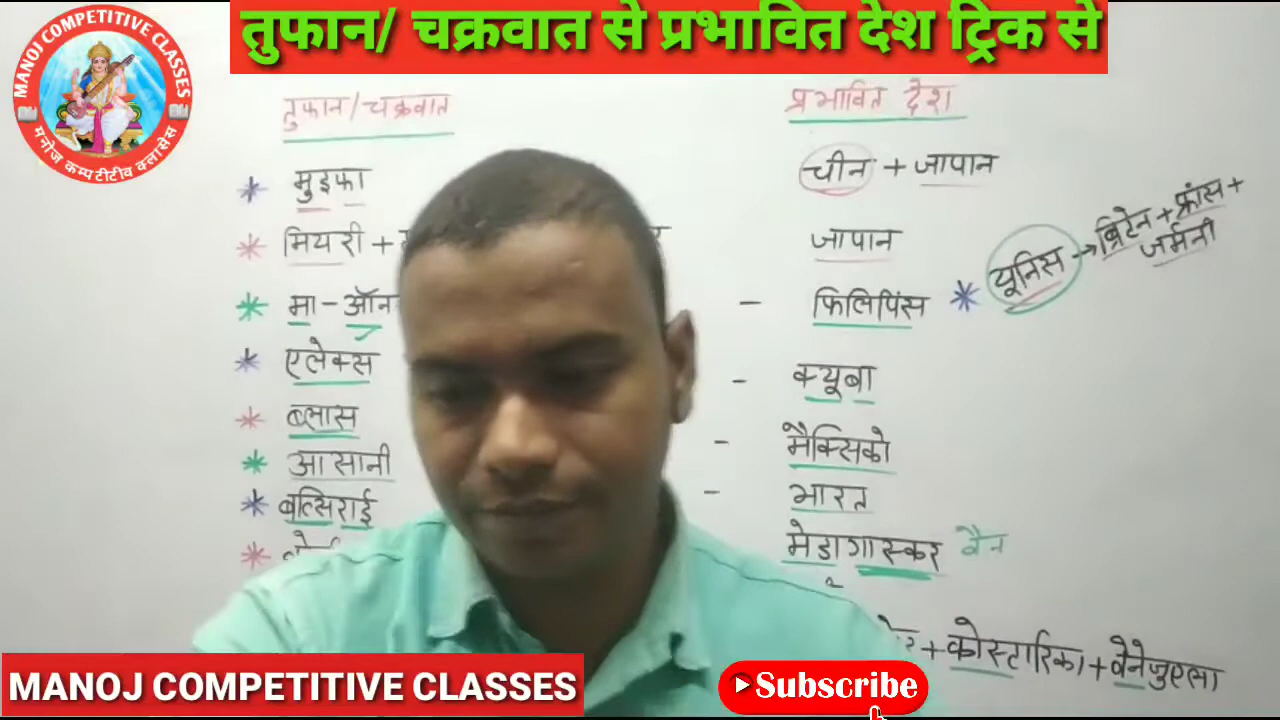 तुफान/ चक्रवात से प्रभावित देश ट्रिक से
MANOJ COMPETITIVE CLASSES
मनोज कम्पटीटीव क्लासेस
तुफान/चक्रवात
प्रभावित देश
* मुइफा
चीन + जापान
* मियरी +
जापान
* मा-ऑन
- फिलिपिंस
* यूनिस → ब्रिटेन + फ्रांस +
जर्मनी
* एलेक्स
- क्यूबा
* ब्लास
- मैक्सिको
* आसानी
- भारत
* बत्सिराई
मेडागास्कर वैन
*
+ कोस्टारिका + वेनेजुएला
MANOJ COMPETITIVE CLASSES
Subscribe